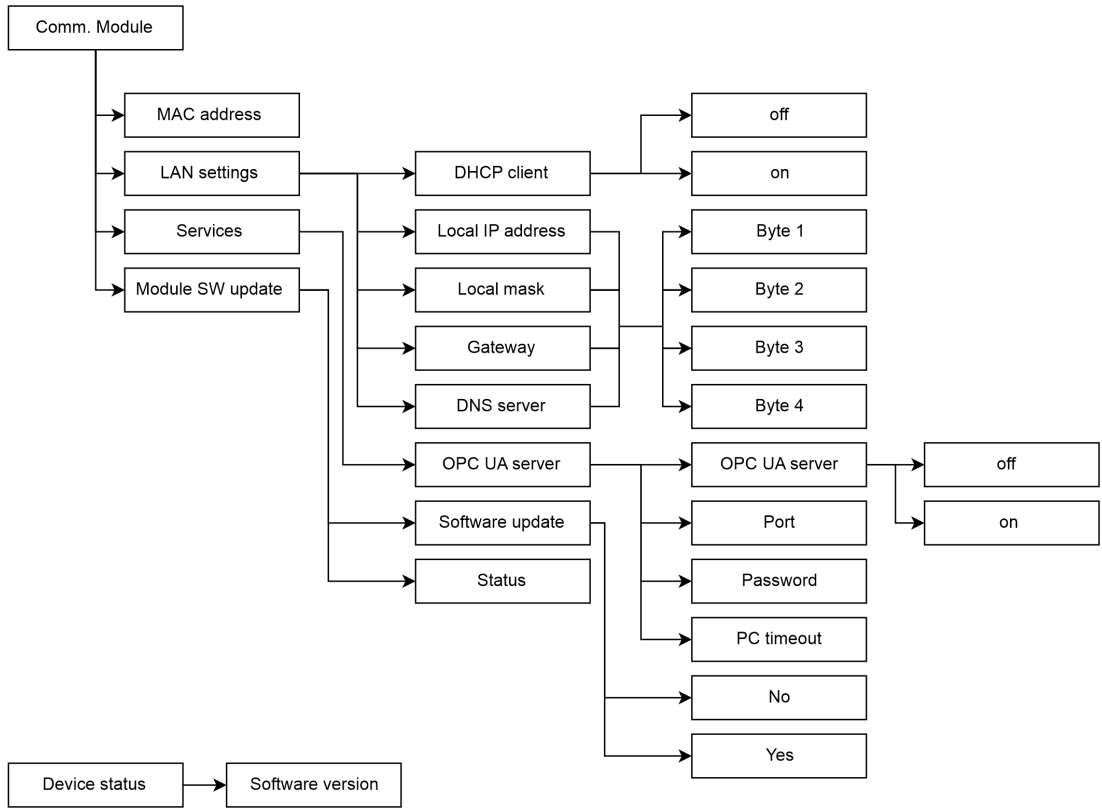 Comm. Module
MAC address
off
LAN settings
DHCP client
on
Services
Local IP address
Byte 1
Module SW update
Local mask
Byte 2
Gateway
Byte 3
DNS server
Byte 4
OPC UA server
OPC UA server
off
Software update
Port
on
Status
Password
PC timeout
No
Yes
Device status
Software version